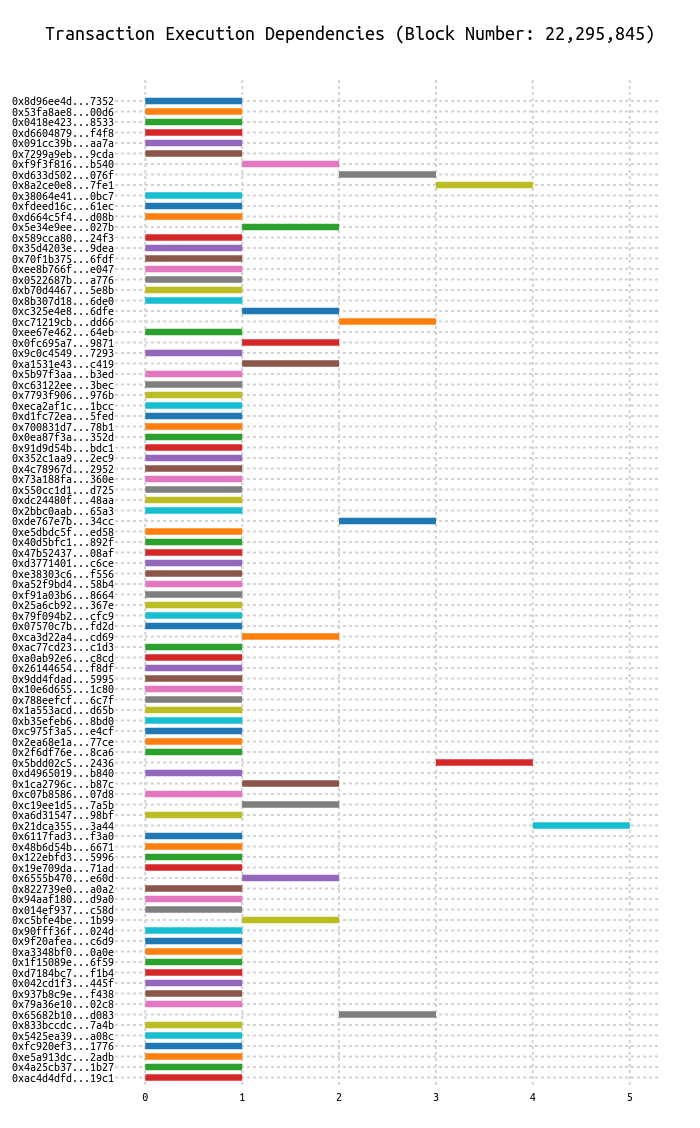 Transaction Execution Dependencies (Block Number: 22,295,845)
0x8d96ee4d...7352
0x53fa8ae8...00d6
0x0418e423...8533
0xd6604879...f4f8
0x091cc39b...aa7a
0x7299a9eb...9cda
0xf9f3f816...b540
0xd633d502...076f
0x8a2ce0e8...7fe1
0x38064e41...0bc7
0xfdeed16c...61ec
0xd664c5f4...d08b
0x5e34e9ee...027b
0x589cca80...24f3
0x35d4203e...9dea
0x70f1b375...6fdf
0xee8b766f...e047
0x0522687b...a776
0xb70d4467...5e8b
0x8b307d18...6de0
0xc325e4e8...6dfe
0xc71219cb...dd66
0xee67e462...64eb
0x0fc695a7...9871
0x9c0c4549...7293
0xa1531e43...c419
0x5b97f3aa...b3ed
0xc63122ee...3bec
0x7793f906...976b
0xeca2af1c...1bcc
0xd1fc72ea...5fed
0x700831d7...78b1
0x0ea87f3a...352d
0x91d9d54b...bdc1
0x352c1aa9...2ec9
0x4c78967d...2952
0x73a188fa...360e
0x550cc1d1...d725
0xdc24480f...48aa
0x2bbc0aab...65a3
0xde767e7b...34cc
0xe5dbdc5f...ed58
0x40d5bfc1...892f
0x47b52437...08af
0xd3771401...c6ce
0xe38303c6...f556
0xa52f9bd4...58b4
0xf91a03b6...8664
0x25a6cb92...367e
0x79f094b2...cfc9
0x07570c7b...fd2d
0xca3d22a4...cd69
0xac77cd23...c1d3
0xa0ab92e6...c8cd
0x26144654...f8df
0x9dd4fdad...5995
0x10e6d655...1c80
0x788eefcf...6c7f
0x1a553acd...d65b
0xb35efeb6...8bd0
0xc975f3a5...e4cf
0x2ea68e1a...77ce
0x2f6df76e...8ca6
0x5bdd02c5...2436
0xd4965019...b840
0x1ca2796c...b87c
0xc07b8586...07d8
0xc19ee1d5...7a5b
0xa6d31547...98bf
0x21dca355...3a44
0x6117fad3...f3a0
0x48b6d54b...6671
0x122ebfd3...5996
0x19e709da...71ad
0x6555b470...e60d
0x822739e0...a0a2
0x94aaf180...d9a0
0x014ef937...c58d
0xc5bfe4be...1b99
0x90fff36f...024d
0x9f20afea...c6d9
0xa3348bf0...0a0e
0x1f15089e...6f59
0xd7184bc7...f1b4
0x042cd1f3...445f
0x937b8c9e...f438
0x79a36e10...02c8
0x65682b10...d083
0x833bccdc...7a4b
0x5425ea39...a08c
0xfc920ef3...1776
0xe5a913dc...2adb
0x4a25cb37...1b27
0xac4d4dfd...19c1
0 1 2 3 4 5